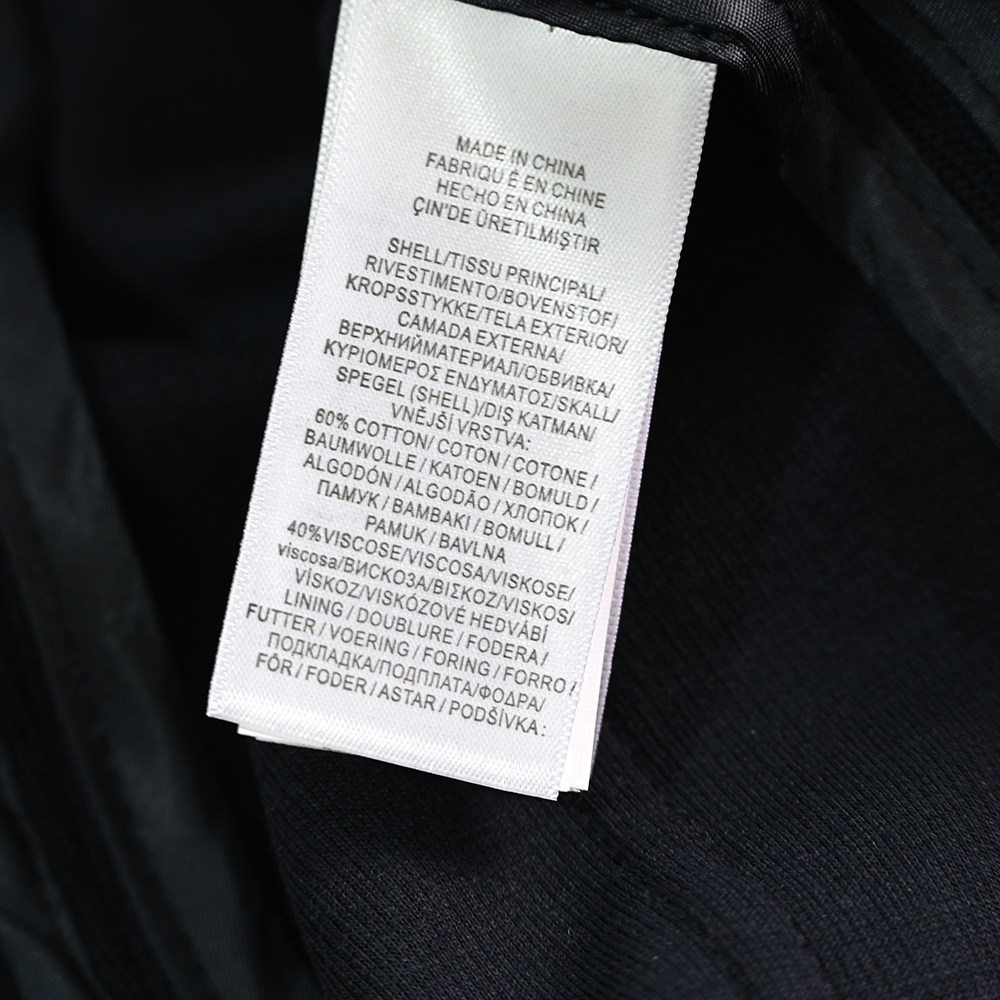 MADE IN CHINA
FABRIQU É EN CHINE
HECHO EN CHINA
ÇIN'DE ÜRETILMIŞTIR
SHELL/TISSU PRINCIPAL/
RIVESTIMENTO/BOVENSTOF/
KROPSSTYKKE/TELA EXTERIOR/
CAMADA EXTERNA/
ВЕРХНИЙМАТЕРИАЛ/ОБВИВКА/
ΚΥΡΙΟΜΕΡΟΣ ΕΝΔΥΜΑΤΟΣ/SKALL/
SPEGEL (SHELL)/DIŞ KATMAN/
VNĚJŠÍ VRSTVA:
60% COTTON/ COTON / COTONE /
BAUMWOLLE / KATOEN / BOMULD /
ALGODÓN / ALGODÃO / ХЛОПОК /
ПАМУК / BAMBAKI / BOMULL /
PAMUK / BAVLNA
40%VISCOSE/VISCOSA/VISKOSE/
viscosa/ВИСКОЗА/ΒΙΣΚΟΖ/VISKOS/
VİSKOZ/VISKÓZOVÉ HEDVÁBÍ
LINING / DOUBLURE / FODERA /
FUTTER / VOERING / FORING / FORRO /
ПОДКЛАДКА/ПОДПЛАТА/ΦΟΔΡΑ/
FÔR / FODER / ASTAR / PODŠÍVKA :